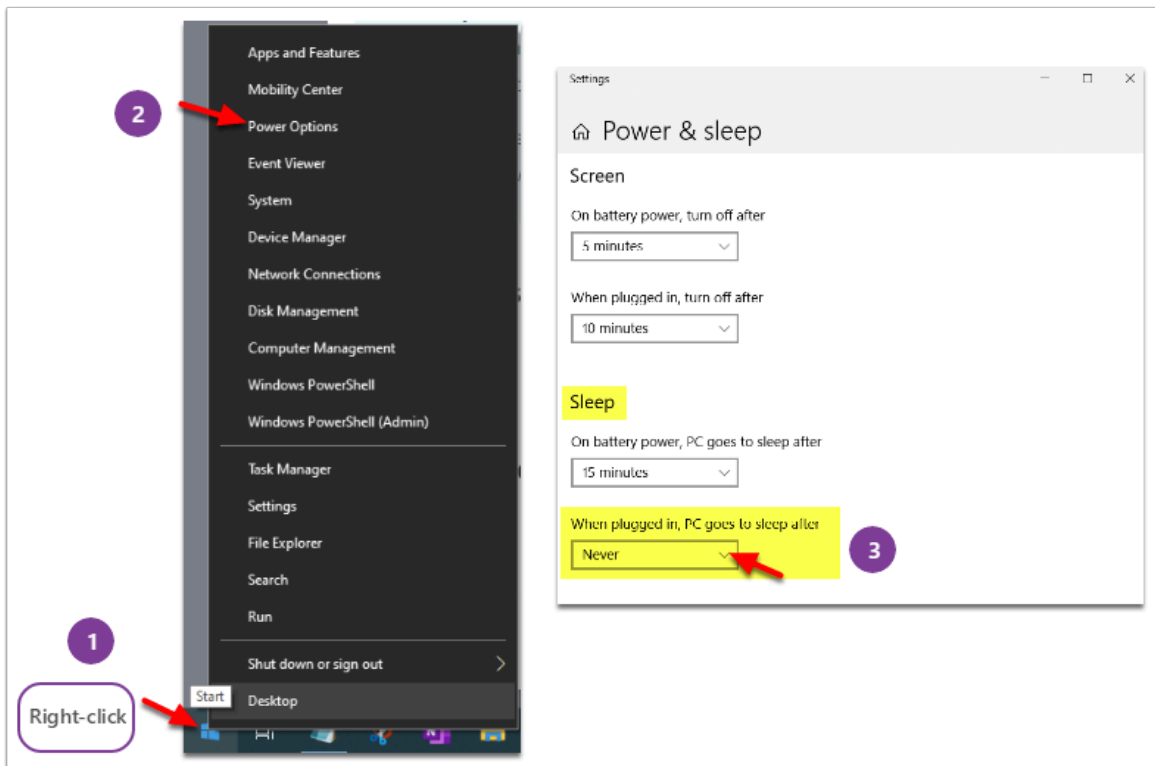 Apps and Features
Mobility Center
2
Power Options
Event Viewer
System
Device Manager
Network Connections
Disk Management
Computer Management
Windows PowerShell
Windows PowerShell (Admin)
Task Manager
Settings
File Explorer
Search
Run
1
Shut down or sign out
Start
Desktop
Right-click
Settings
Power & sleep
Screen
On battery power, turn off after
5 minutes
When plugged in, turn off after
10 minutes
Sleep
On battery power, PC goes to sleep after
15 minutes
When plugged in, PC goes to sleep after
Never
3